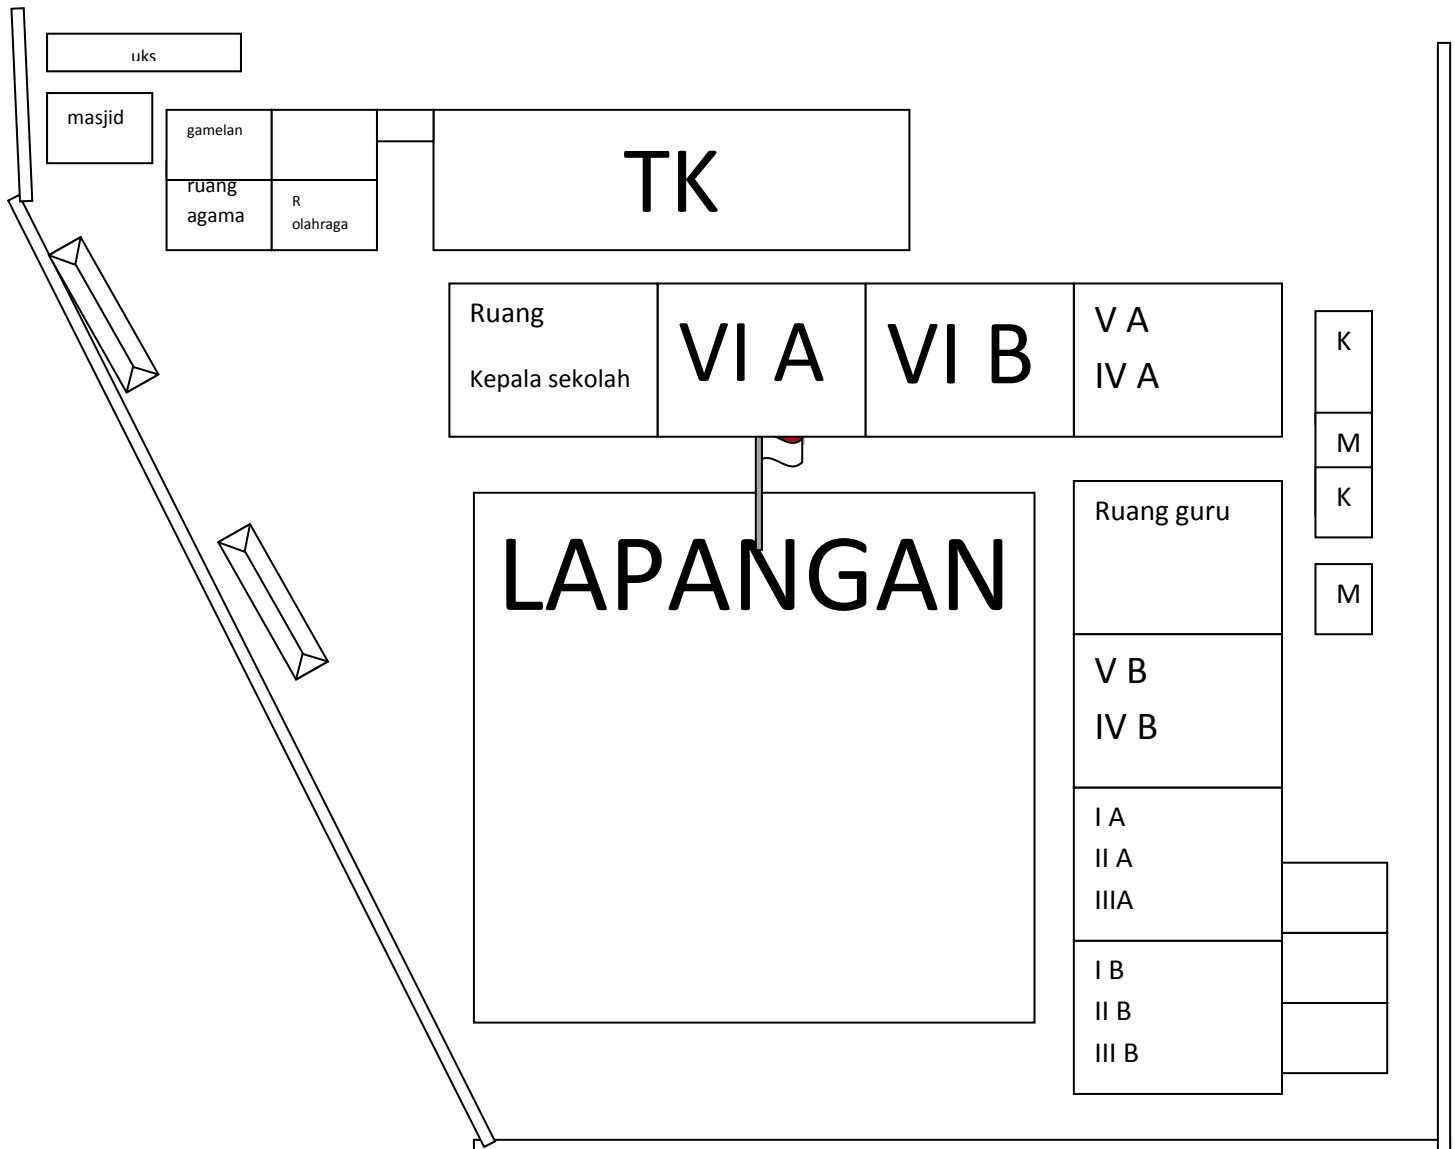 uks
masjid
gamelan
ruang
agama
R
olahraga
TK
Ruang
Kepala sekolah
VI A
VI B
V A
IV A
K
M
K
M
LAPANGAN
Ruang guru
V B
IV B
I A
II A
IIIA
I B
II B
III B